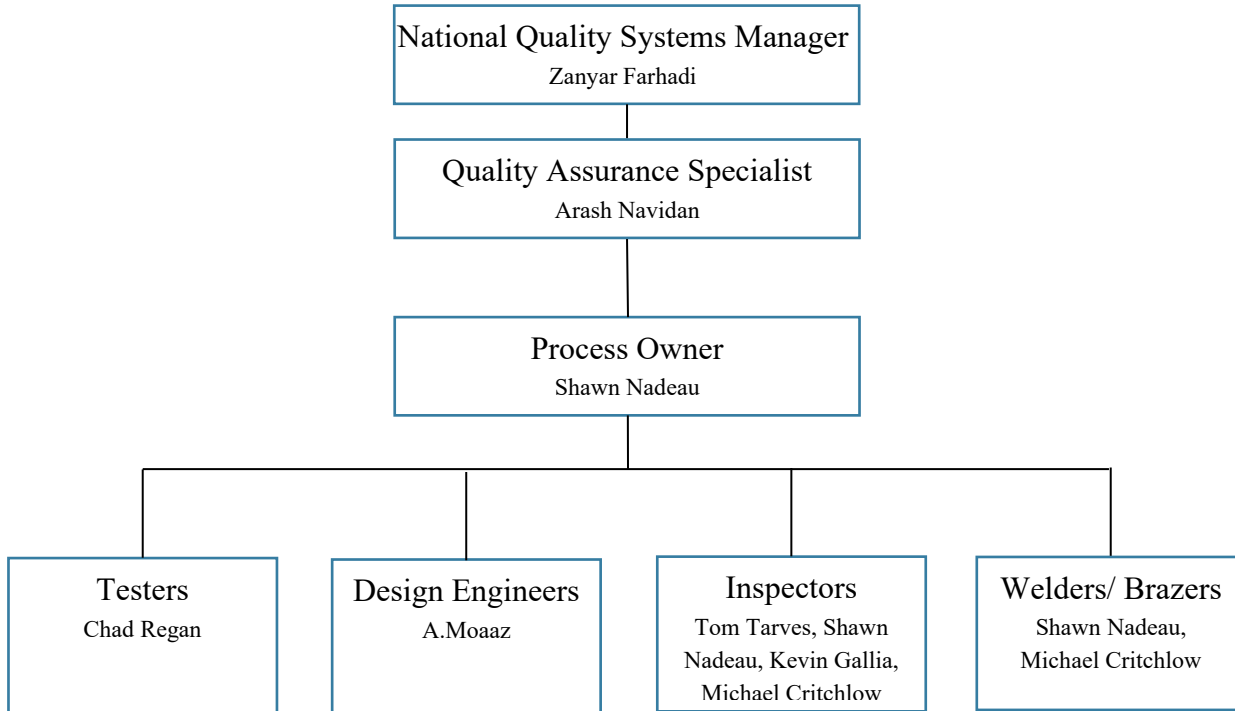 National Quality Systems Manager
Zanyar Farhadi
Quality Assurance Specialist
Arash Navidan
Process Owner
Shawn Nadeau
Testers
Chad Regan
Design Engineers
A.Moaaz
Inspectors
Tom Tarves, Shawn
Nadeau, Kevin Gallia,
Michael Critchlow
Welders/ Brazers
Shawn Nadeau,
Michael Critchlow